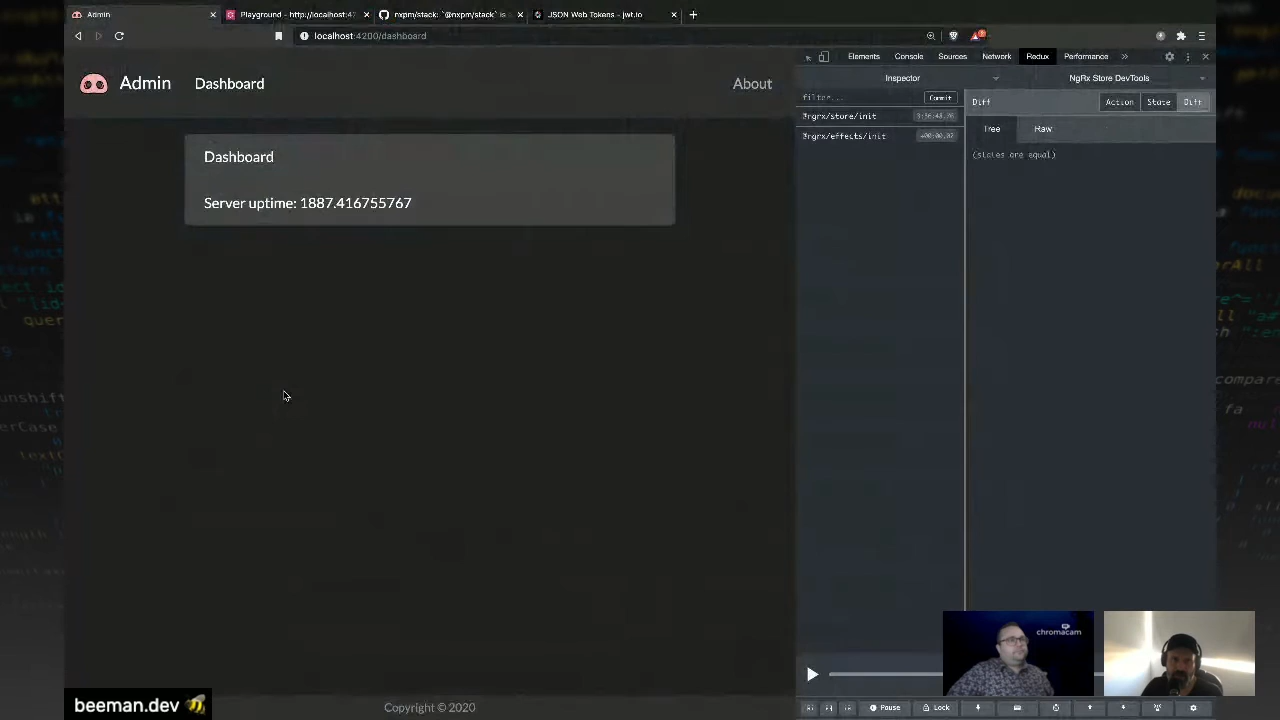 Admin
Playground - http://localhost:47
nxpm/stack: `@nxpm/stack` is
JSON Web Tokens - jwt.io
localhost:4200/dashboard
Admin
Dashboard
About
Dashboard
Server uptime: 1887.416755767
Copyright © 2020
Elements
Console
Sources
Network
Redux
Performance
Inspector
NgRx Store DevTools
filter...
Commit
@ngrx/store/init
@ngrx/effects/init
Diff
Action
State
Diff
Tree
Raw
(states are equal)
Pause
Lock
chromacam
beeman.dev